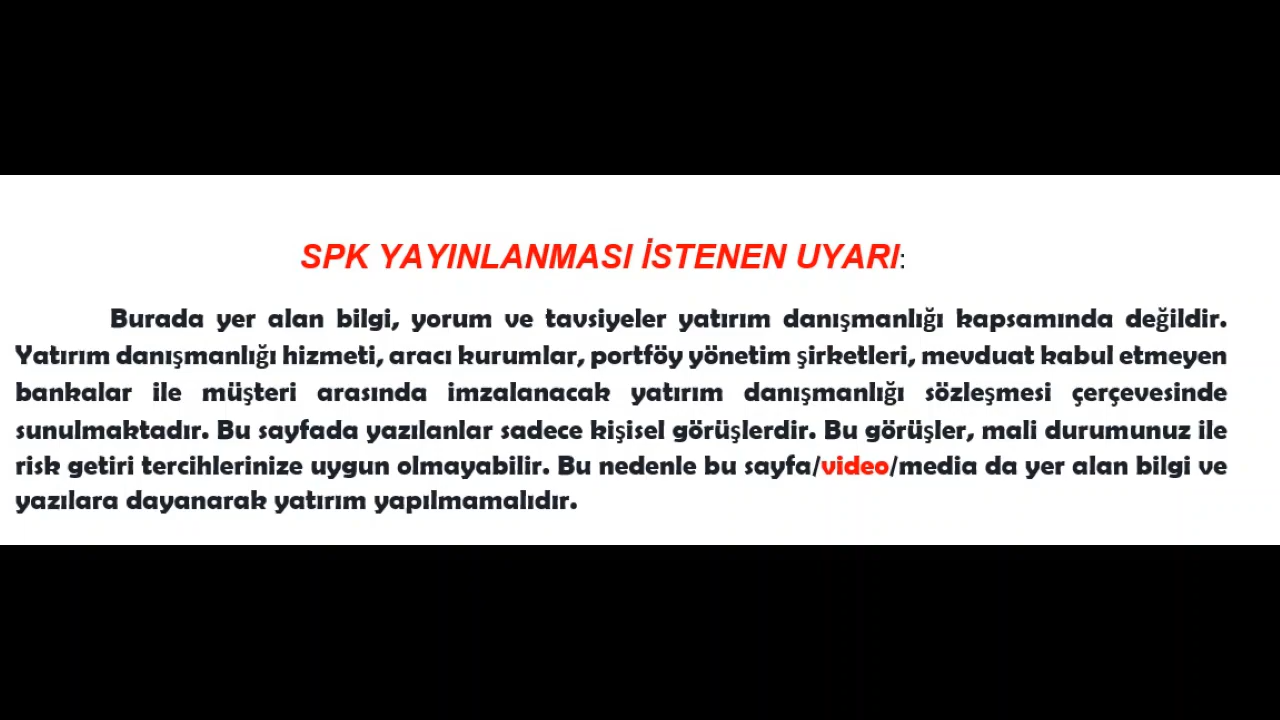 SPK YAYINLANMASI İSTENEN UYARI:
Burada yer alan bilgi, yorum ve tavsiyeler yatırım danışmanlığı kapsamında değildir.
Yatırım danışmanlığı hizmeti, aracı kurumlar, portföy yönetim şirketleri, mevduat kabul etmeyen
bankalar ile müşteri arasında imzalanacak yatırım danışmanlığı sözleşmesi çerçevesinde
sunulmaktadır. Bu sayfada yazılanlar sadece kişisel görüşlerdir. Bu görüşler, mali durumunuz ile
risk getiri tercihlerinize uygun olmayabilir. Bu nedenle bu sayfa/video/media da yer alan bilgi ve
yazılara dayanarak yatırım yapılmamalıdır.